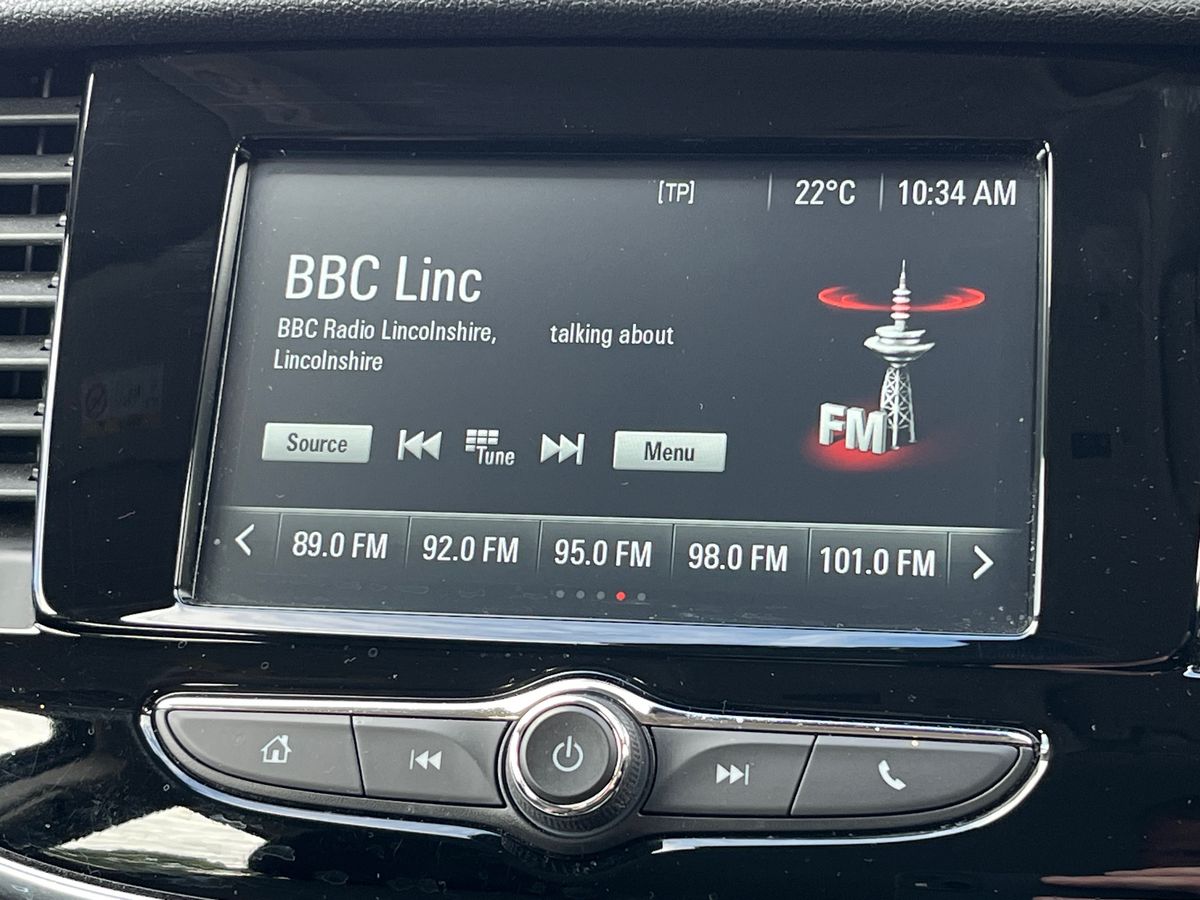 [TP] 22°C 10:34 AM
BBC Linc
BBC Radio Lincolnshire, talking about
Lincolnshire
FM
Source Tune Menu
89.0 FM 92.0 FM 95.0 FM 98.0 FM 101.0 FM